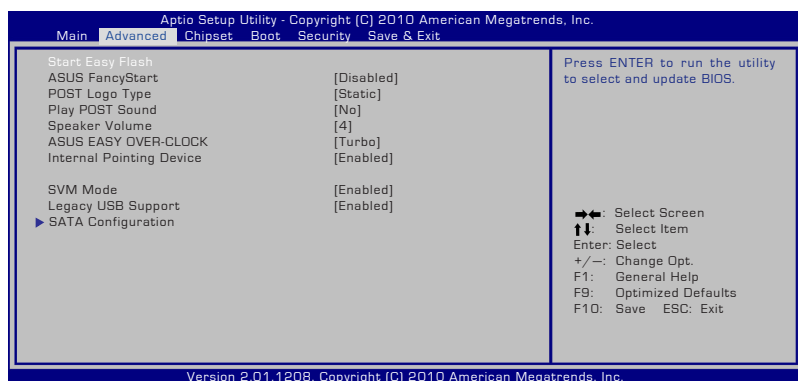 Aptio Setup Utility - Copyright (C) 2010 American Megatrends, Inc.
Main Advanced Chipset Boot Security Save & Exit
Start Easy Flash
ASUS FancyStart [Disabled]
POST Logo Type [Static]
Play POST Sound [No]
Speaker Volume [4]
ASUS EASY OVER-CLOCK [Turbo]
Internal Pointing Device [Enabled]
SVM Mode [Enabled]
Legacy USB Support [Enabled]
SATA Configuration
Press ENTER to run the utility
to select and update BIOS.
→←: Select Screen
↑↓: Select Item
Enter: Select
+/—: Change Opt.
F1: General Help
F9: Optimized Defaults
F10: Save ESC: Exit
Version 2.01.1208. Copyright (C) 2010 American Megatrends, Inc.